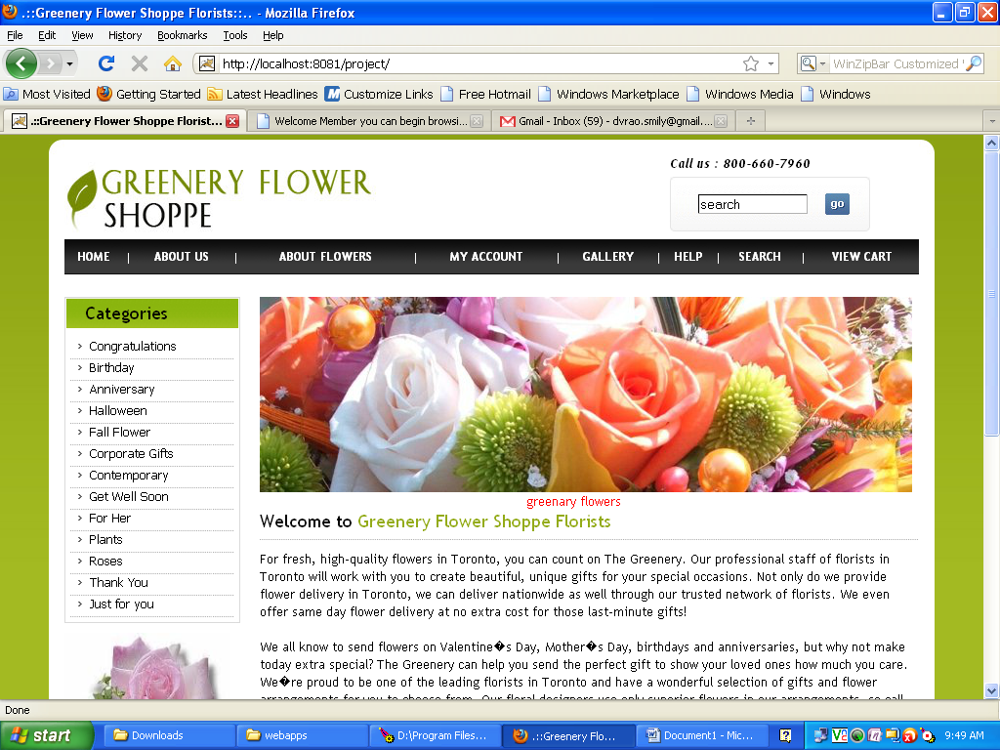 .::Greenery Flower Shoppe Florists::.. - Mozilla Firefox
File Edit View History Bookmarks Tools Help
http://localhost:8081/project/
WinZipBar Customized
Most Visited Getting Started Latest Headlines Customize Links Free Hotmail Windows Marketplace Windows Media Windows
.::Greenery Flower Shoppe Florist... Welcome Member you can begin browsi... Gmail - Inbox (59) - dvrao.smily@gmail....
Call us : 800-660-7960
GREENERY FLOWER
SHOPPE
search go
HOME | ABOUT US | ABOUT FLOWERS | MY ACCOUNT | GALLERY | HELP | SEARCH | VIEW CART
Categories
› Congratulations
› Birthday
› Anniversary
› Halloween
› Fall Flower
› Corporate Gifts
› Contemporary
› Get Well Soon
› For Her
› Plants
› Roses
› Thank You
› Just for you
greenary flowers
Welcome to Greenery Flower Shoppe Florists
For fresh, high-quality flowers in Toronto, you can count on The Greenery. Our professional staff of florists in
Toronto will work with you to create beautiful, unique gifts for your special occasions. Not only do we provide
flower delivery in Toronto, we can deliver nationwide as well through our trusted network of florists. We even
offer same day flower delivery at no extra cost for those last-minute gifts!
We all know to send flowers on Valentine�s Day, Mother�s Day, birthdays and anniversaries, but why not make
today extra special? The Greenery can help you send the perfect gift to show your loved ones how much you care.
We�re proud to be one of the leading florists in Toronto and have a wonderful selection of gifts and flower
arrangements for you to choose from. Our floral designers use only superior flowers in our arrangements, so call
Done
start Downloads webapps D:\Program Files... .::Greenery Flo... Document1 - Mic... 9:49 AM